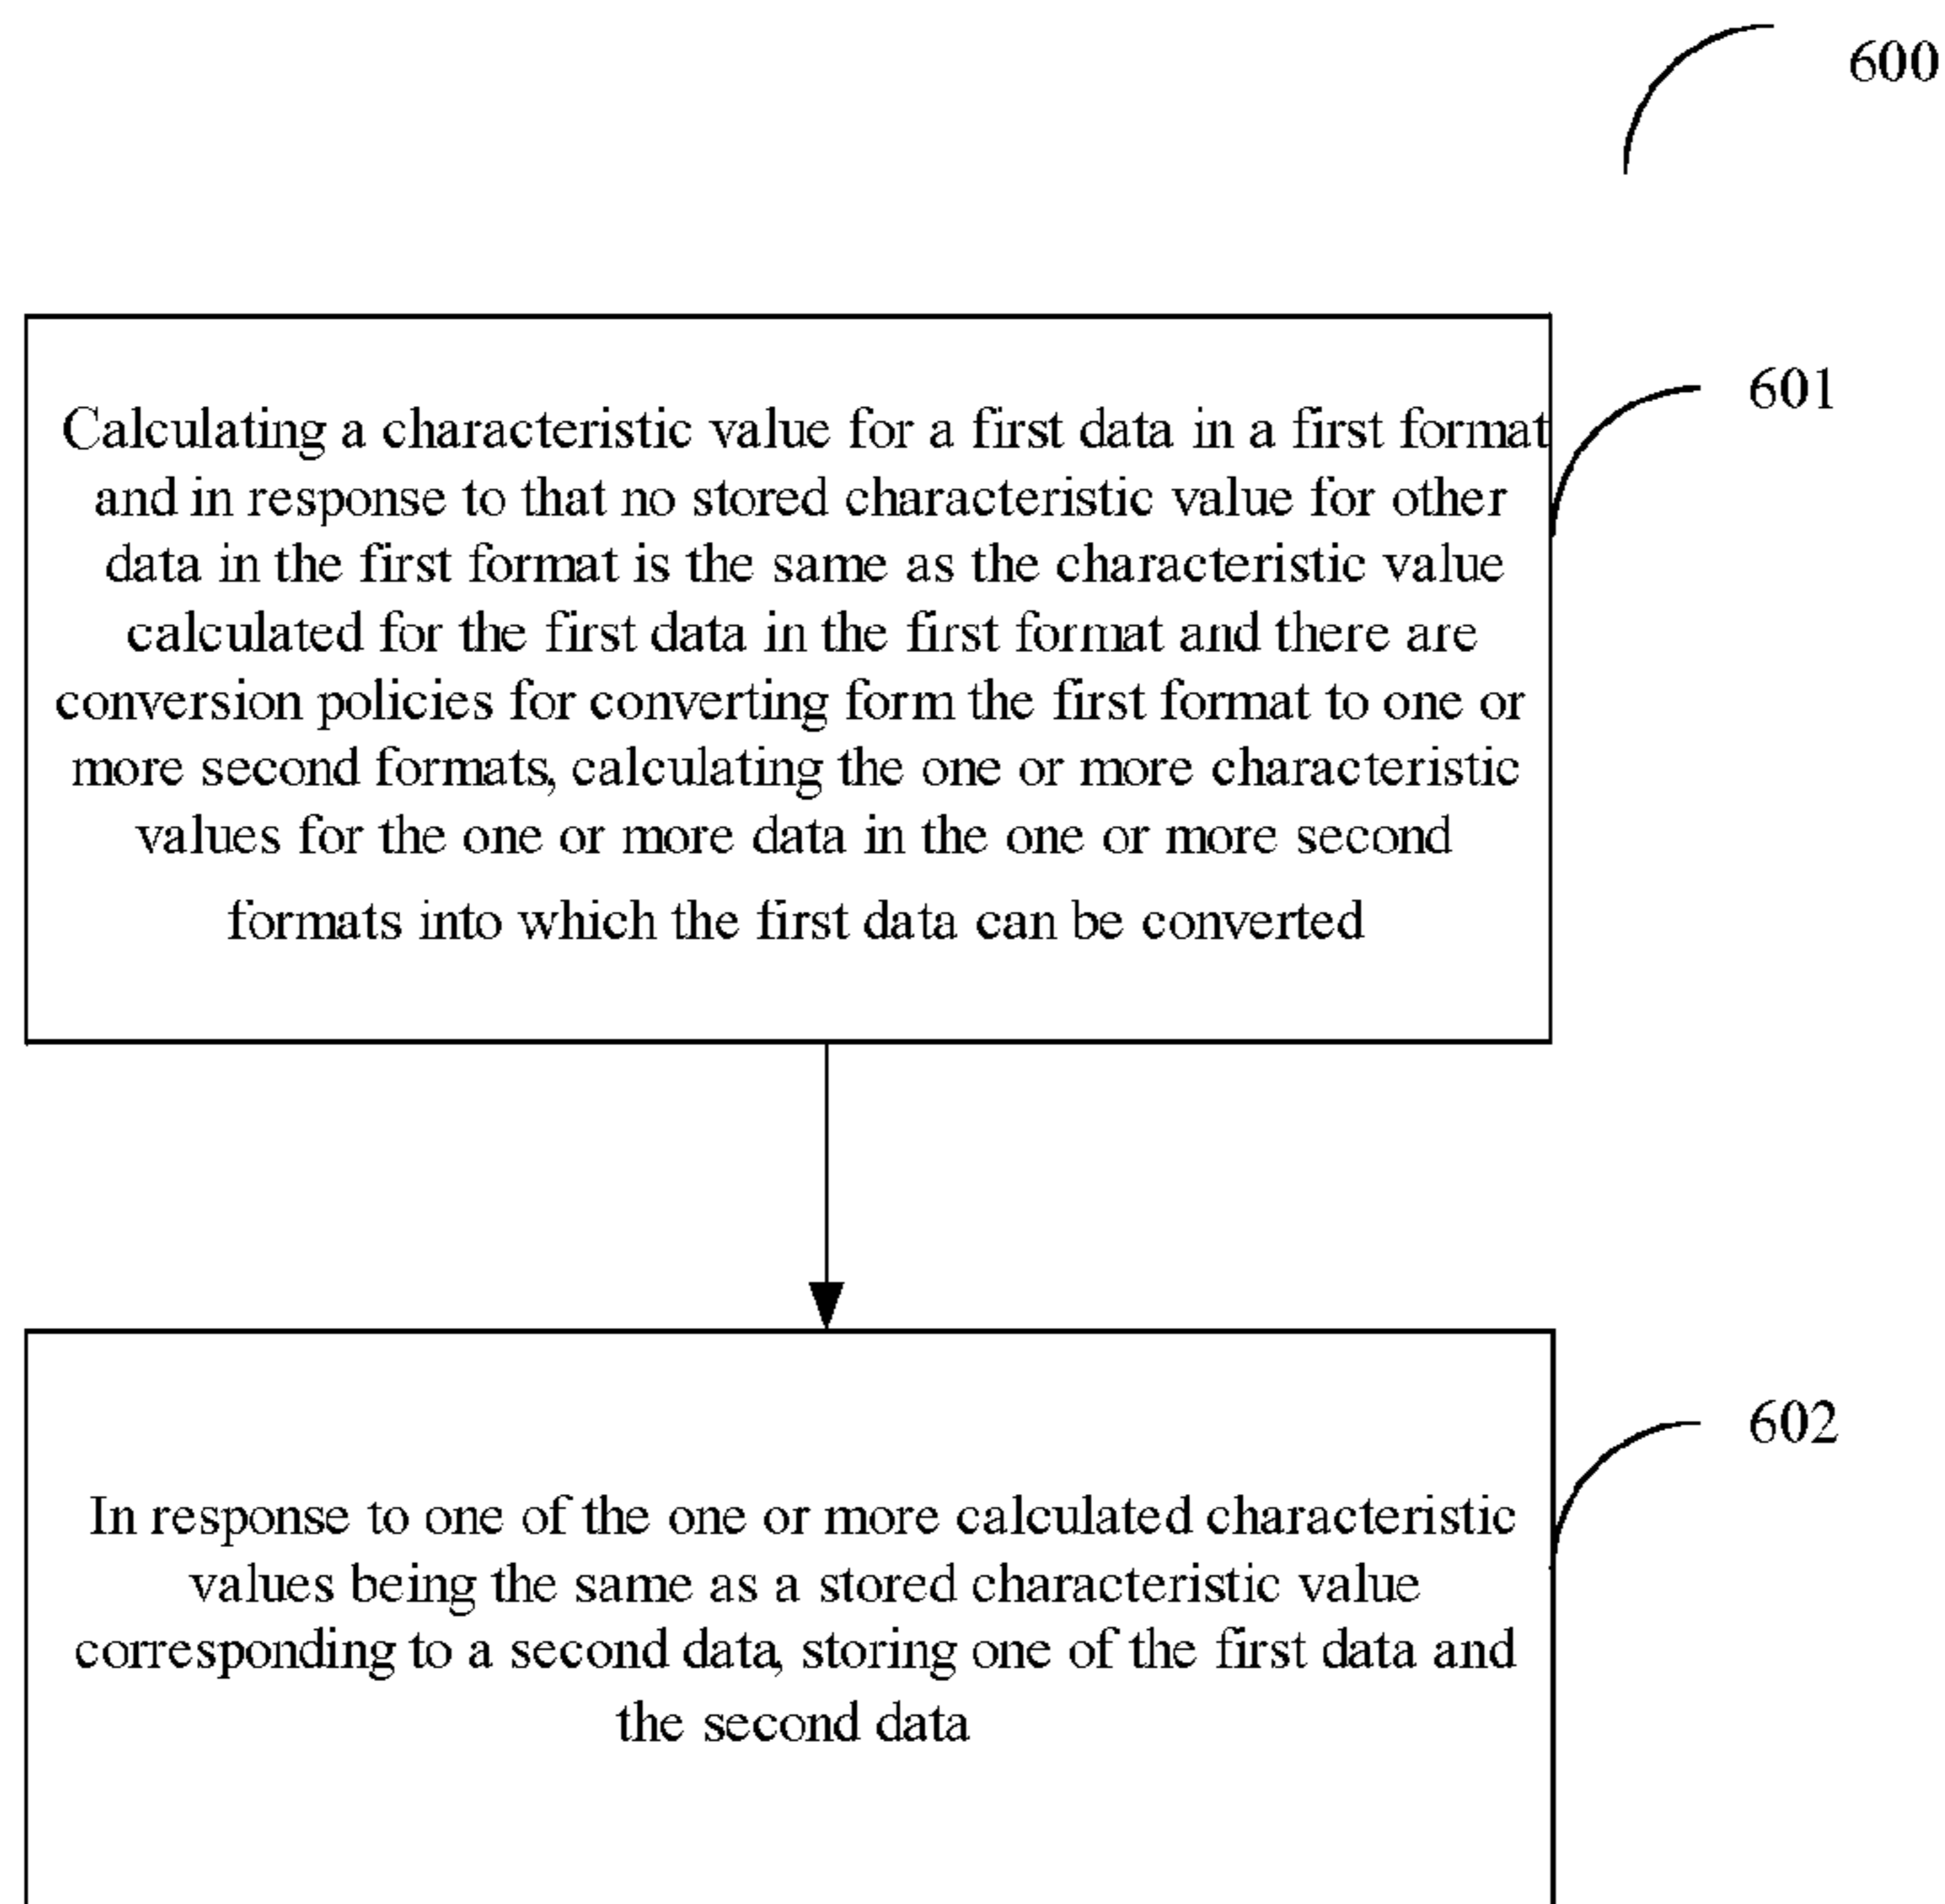 600
601
Calculating a characteristic value for a first data in a first format
and in response to that no stored characteristic value for other
data in the first format is the same as the characteristic value
calculated for the first data in the first format and there are
conversion policies for converting form the first format to one or
more second formats, calculating the one or more characteristic
values for the one or more data in the one or more second
formats into which the first data can be converted
602
In response to one of the one or more calculated characteristic
values being the same as a stored characteristic value
corresponding to a second data, storing one of the first data and
the second data